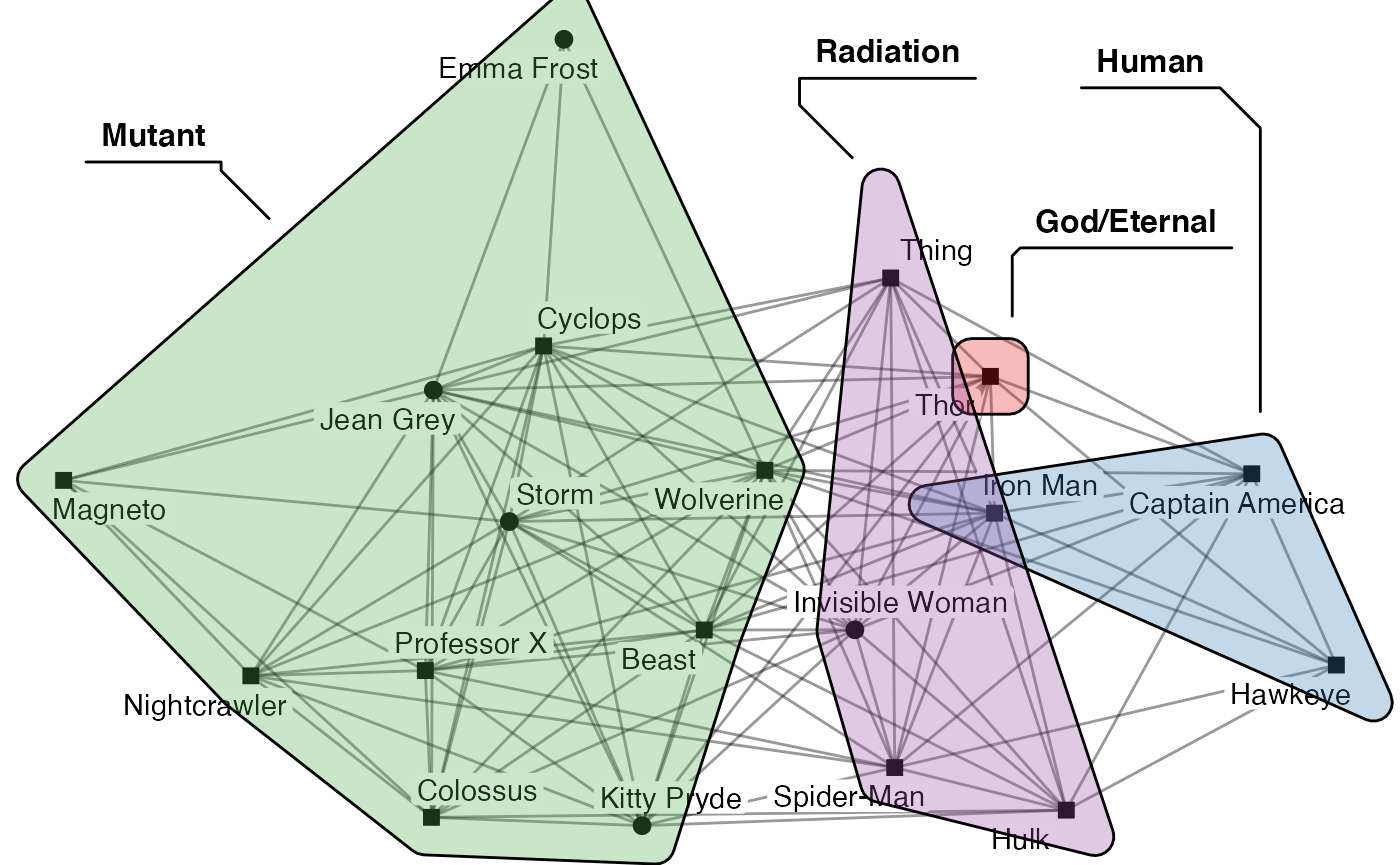 Radiation
Human
Emma Frost
Mutant
God/Eternal
Thing
Cyclops
Thor
Jean Grey
Iron Man
Storm
Wolverine
Captain America
Magneto
Invisible Woman
Professor X
Beast
Hawkeye
Nightcrawler
Colossus
Kitty Pryde
Spider-Man
Hulk